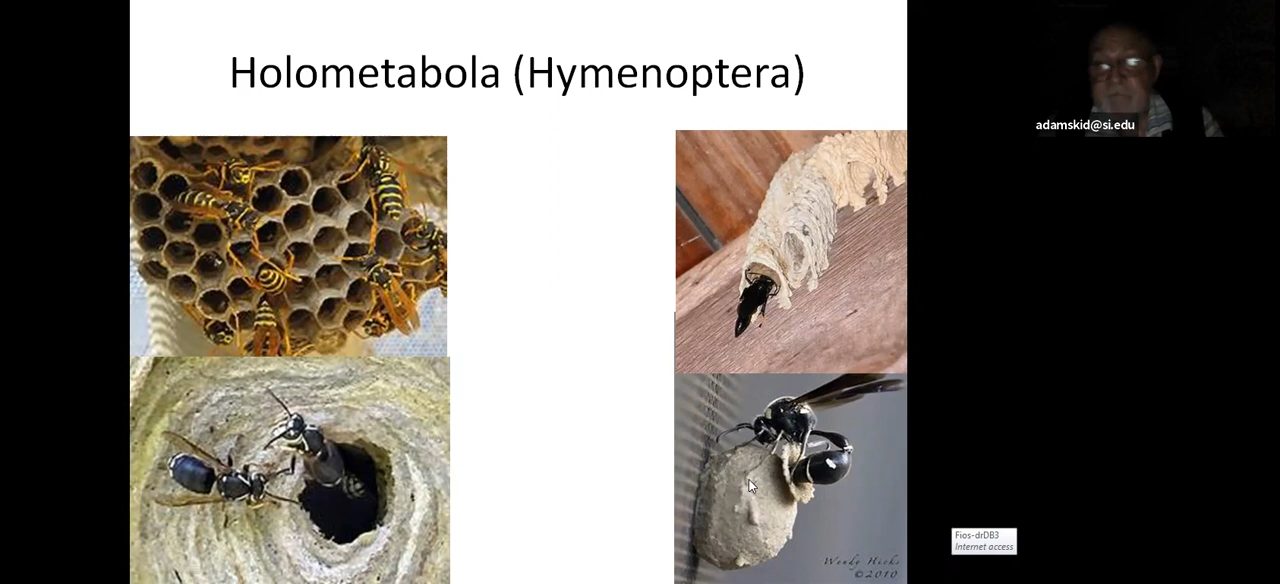 Holometabola (Hymenoptera)
adamskid@si.edu
Fios-drDB3
Internet access
Wendy Hicks
©2010